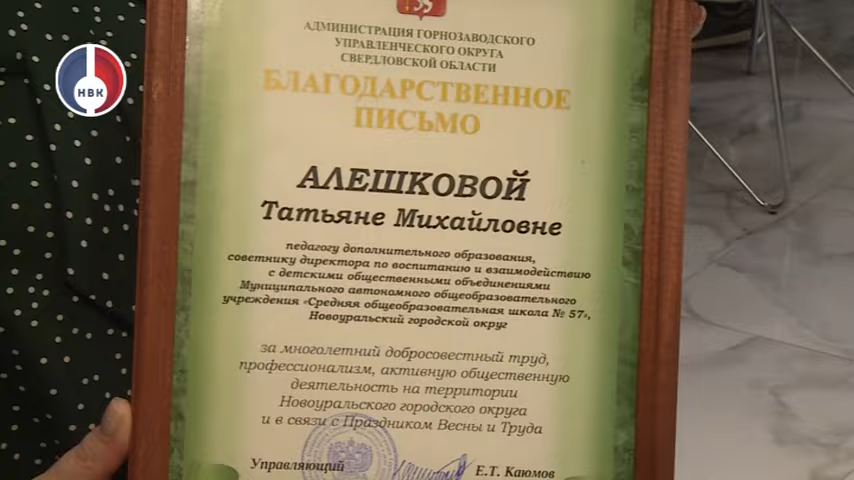 НВК
АДМИНИСТРАЦИЯ ГОРНОЗАВОДСКОГО
УПРАВЛЕНЧЕСКОГО ОКРУГА
СВЕРДЛОВСКОЙ ОБЛАСТИ
БЛАГОДАРСТВЕННОЕ
ПИСЬМО
АЛЕШКОВОЙ
Татьяне Михайловне
педагогу дополнительного образования,
советнику директора по воспитанию и взаимодействию
с детскими общественными объединениями
Муниципального автономного общеобразовательного
учреждения «Средняя общеобразовательная школа № 57»,
Новоуральский городской округ
за многолетний добросовестный труд,
профессионализм, активную общественную
деятельность на территории
Новоуральского городского округа
и в связи с Праздником Весны и Труда
Управляющий Е.Т. Каюмов